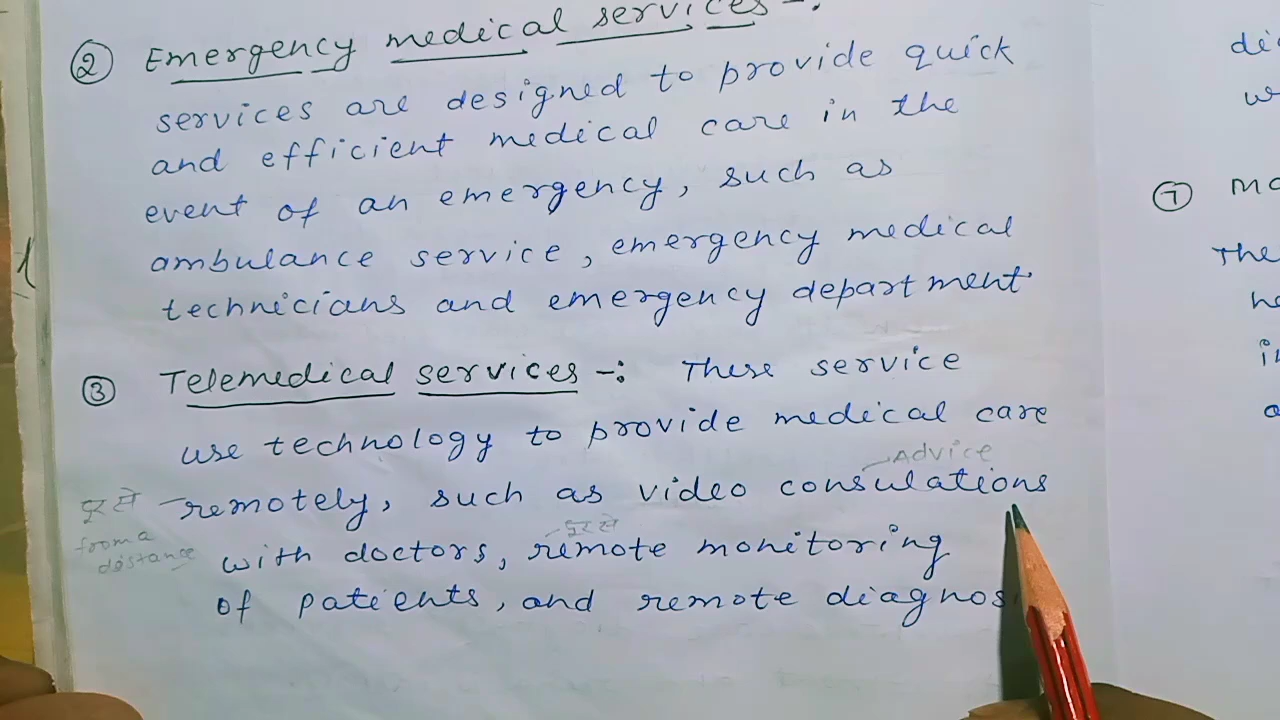 ② Emergency medical services -:
services are designed to provide quick
and efficient medical care in the
event of an emergency, such as
ambulance service, emergency medical
technicians and emergency department.
③ Telemedical services -: These service
use technology to provide medical care
Advice
दूर से remotely, such as video consulations
from a distance
दूर से
with doctors, remote monitoring
of patients, and remote diagnos
⑦
The